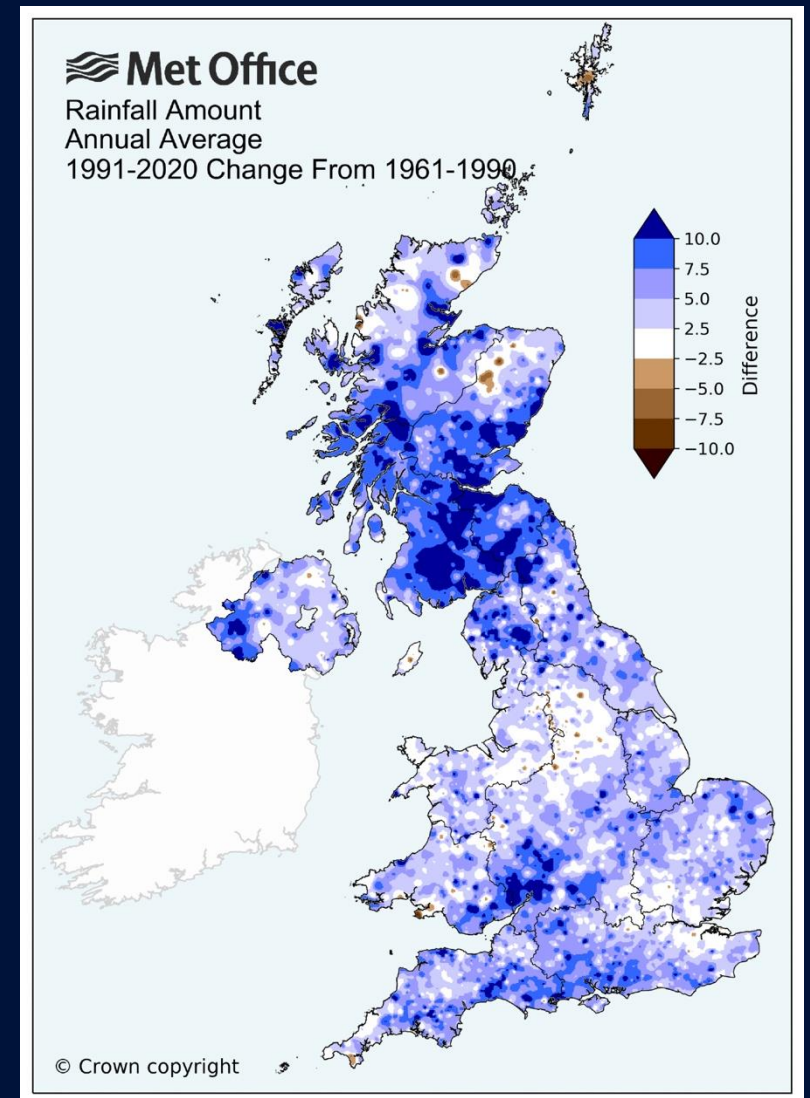 Met Office
Rainfall Amount
Annual Average
1991-2020 Change From 1961-1990
10.0
7.5
5.0
2.5
−2.5
−5.0
−7.5
−10.0
Difference
© Crown copyright